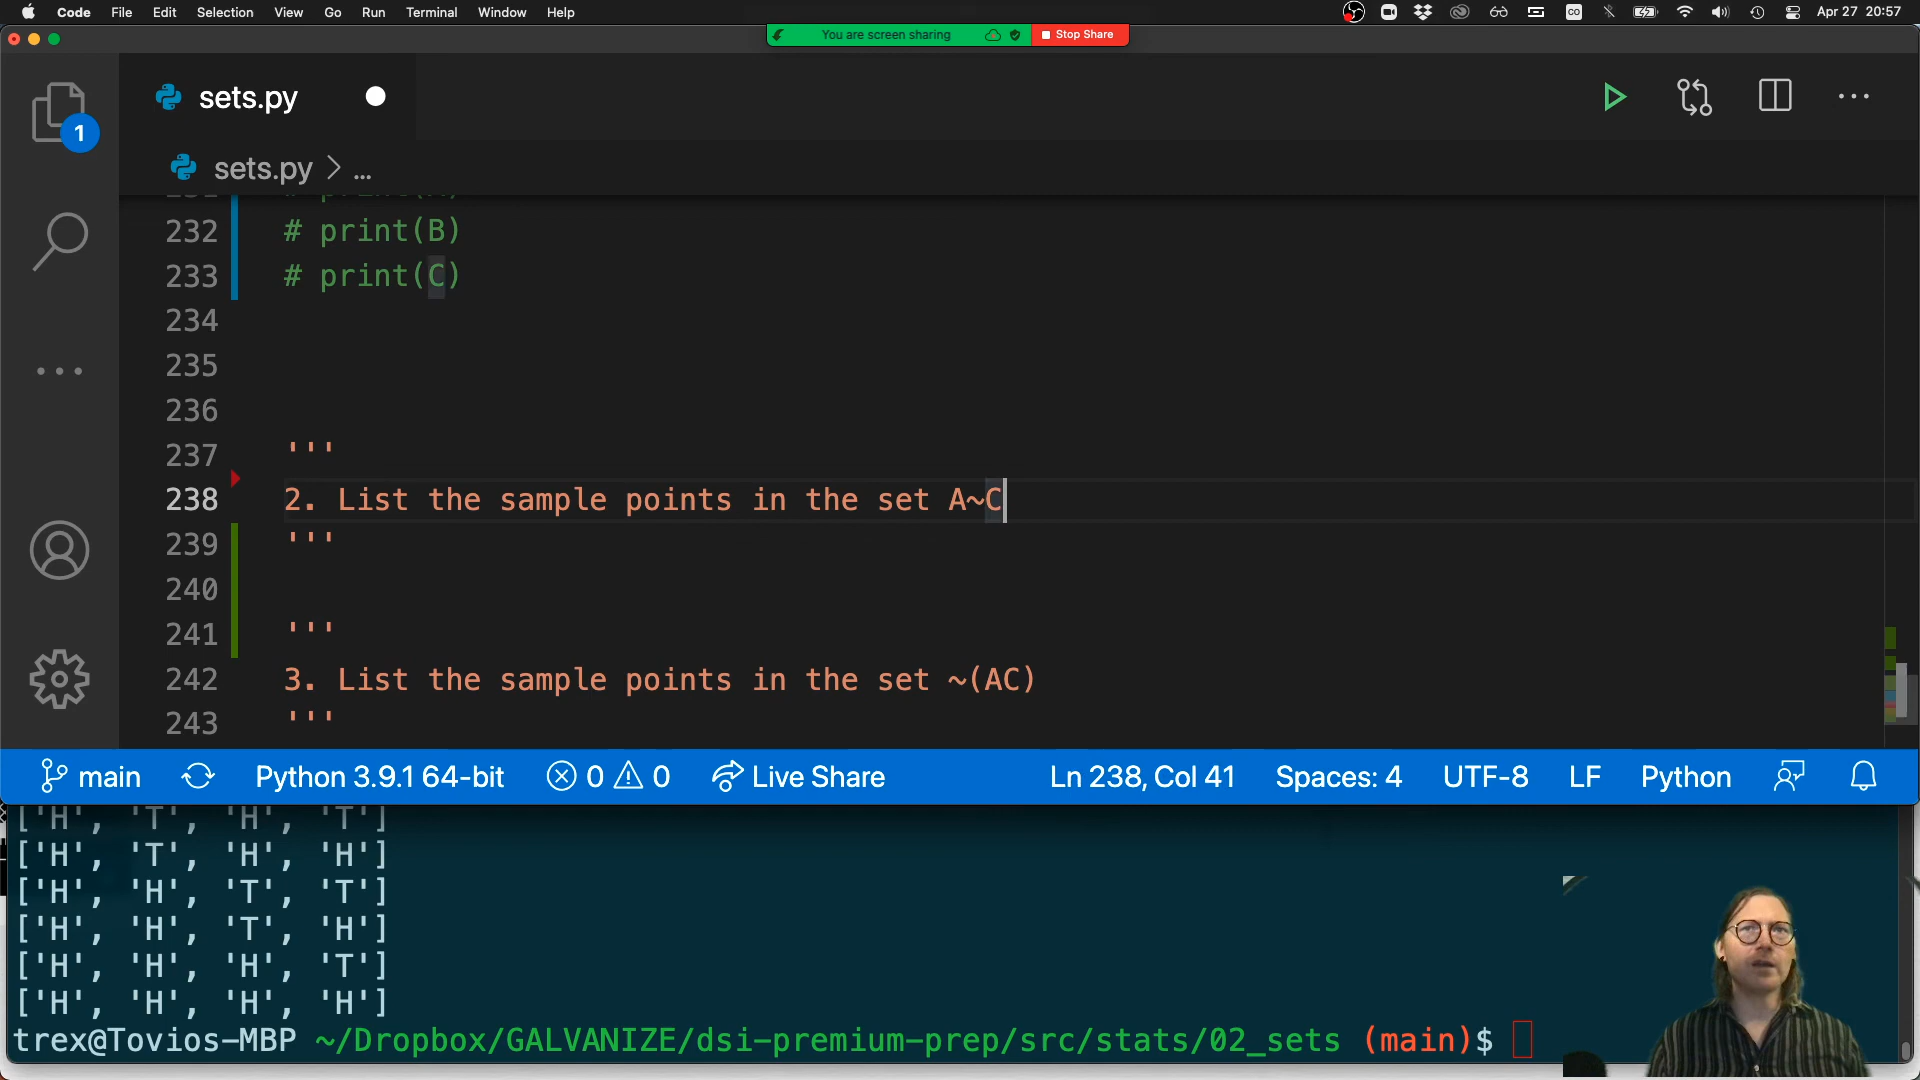 Code File Edit Selection View Go Run Terminal Window Help
Apr 27 20:57
You are screen sharing
Stop Share
sets.py
1
sets.py > ...
232 # print(B)
233 # print(C)
234
235
236
237 '''
238 2. List the sample points in the set A~C
239 '''
240
241 '''
242 3. List the sample points in the set ~(AC)
243 '''
main Python 3.9.1 64-bit 0 0 Live Share Ln 238, Col 41 Spaces: 4 UTF-8 LF Python
['H', 'T', 'H', 'T']
['H', 'T', 'H', 'H']
['H', 'H', 'T', 'T']
['H', 'H', 'T', 'H']
['H', 'H', 'H', 'T']
['H', 'H', 'H', 'H']
trex@Tovios-MBP ~/Dropbox/GALVANIZE/dsi-premium-prep/src/stats/02_sets (main)$